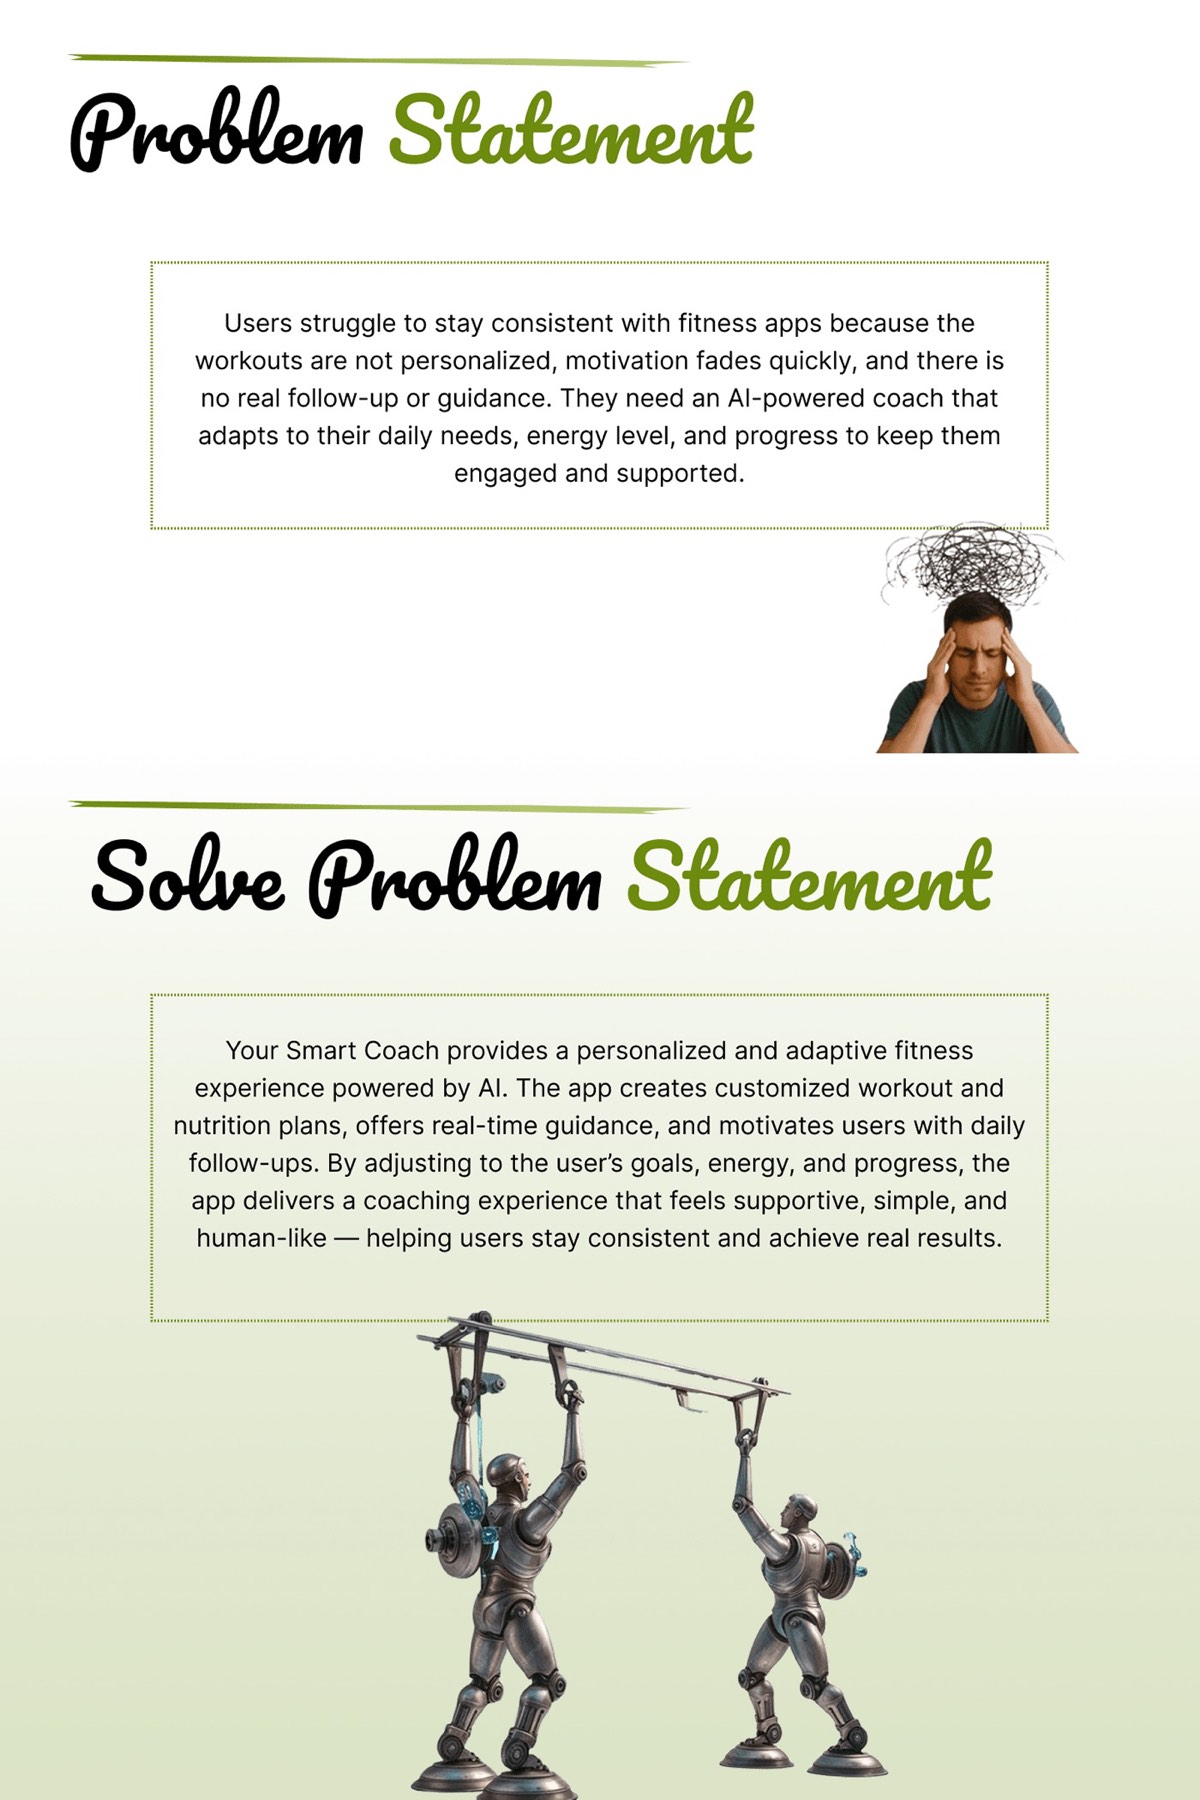 Problem Statement
Users struggle to stay consistent with fitness apps because the
workouts are not personalized, motivation fades quickly, and there is
no real follow-up or guidance. They need an AI-powered coach that
adapts to their daily needs, energy level, and progress to keep them
engaged and supported.
Solve Problem Statement
Your Smart Coach provides a personalized and adaptive fitness
experience powered by AI. The app creates customized workout and
nutrition plans, offers real-time guidance, and motivates users with daily
follow-ups. By adjusting to the user’s goals, energy, and progress, the
app delivers a coaching experience that feels supportive, simple, and
human-like — helping users stay consistent and achieve real results.